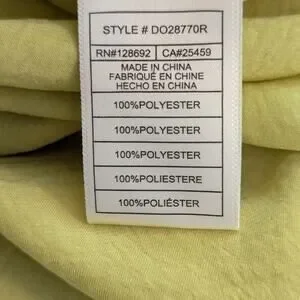 STYLE # DO28770R
RN#128692 CA#25459
MADE IN CHINA
FABRIQUÉ EN CHINE
HECHO EN CHINA
100%POLYESTER
100%POLYESTER
100%POLYESTER
100%POLIESTERE
100%POLIÉSTER